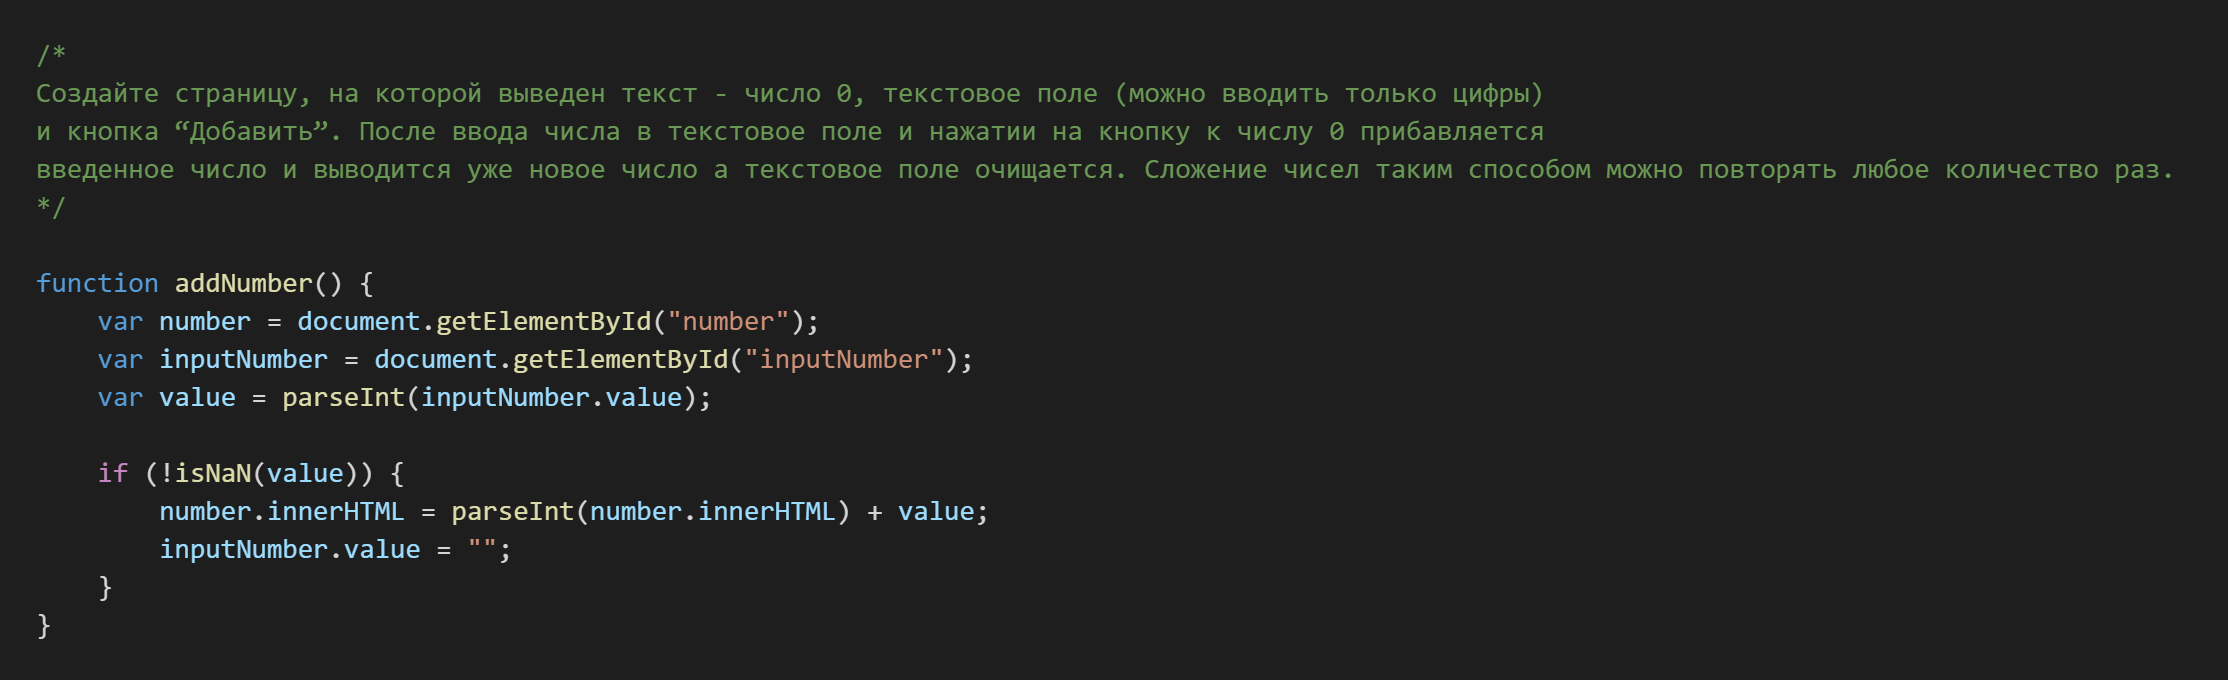 /*
Создайте страницу, на которой выведен текст - число 0, текстовое поле (можно вводить только цифры)
и кнопка “Добавить”. После ввода числа в текстовое поле и нажатии на кнопку к числу 0 прибавляется
введенное число и выводится уже новое число а текстовое поле очищается. Сложение чисел таким способом можно повторять любое количество раз.
*/

function addNumber() {
    var number = document.getElementById("number");
    var inputNumber = document.getElementById("inputNumber");
    var value = parseInt(inputNumber.value);

    if (!isNaN(value)) {
        number.innerHTML = parseInt(number.innerHTML) + value;
        inputNumber.value = "";
    }
}